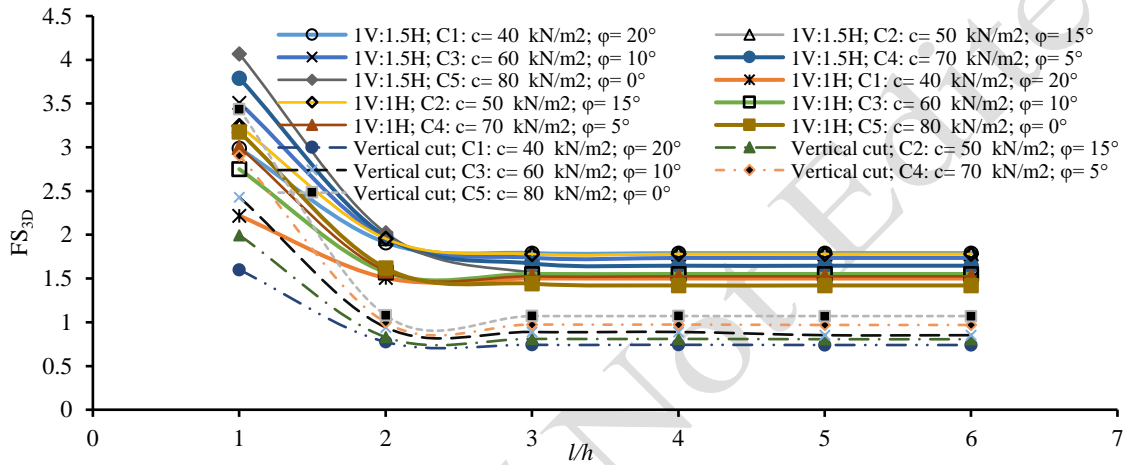 4.5
4
3.5
3
2.5
2
1.5
1
0.5
0
FS3D
1V:1.5H; C1: c= 40 kN/m2; φ= 20°
1V:1.5H; C2: c= 50 kN/m2; φ= 15°
1V:1.5H; C3: c= 60 kN/m2; φ= 10°
1V:1.5H; C4: c= 70 kN/m2; φ= 5°
1V:1.5H; C5: c= 80 kN/m2; φ= 0°
1V:1H; C1: c= 40 kN/m2; φ= 20°
1V:1H; C2: c= 50 kN/m2; φ= 15°
1V:1H; C3: c= 60 kN/m2; φ= 10°
1V:1H; C4: c= 70 kN/m2; φ= 5°
1V:1H; C5: c= 80 kN/m2; φ= 0°
Vertical cut; C1: c= 40 kN/m2; φ= 20°
Vertical cut; C2: c= 50 kN/m2; φ= 15°
Vertical cut; C3: c= 60 kN/m2; φ= 10°
Vertical cut; C4: c= 70 kN/m2; φ= 5°
Vertical cut; C5: c= 80 kN/m2; φ= 0°
0 1 2 3 4 5 6 7
l/h
Not Edite